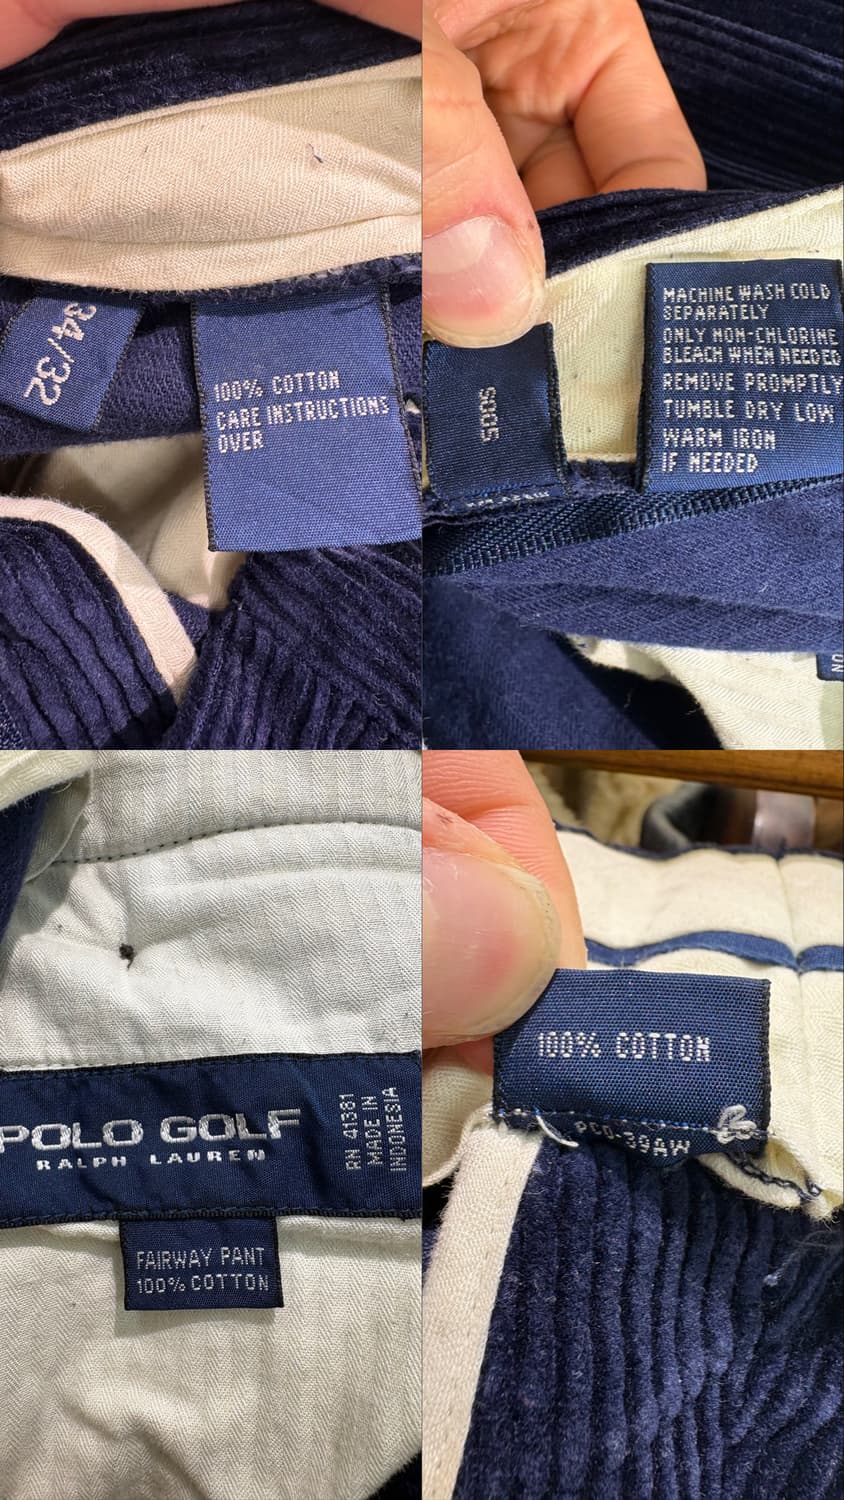 34/32
100% COTTON
CARE INSTRUCTIONS
OVER
MACHINE WASH COLD
SEPARATELY
ONLY NON-CHLORINE
BLEACH WHEN NEEDED
REMOVE PROMPTLY
TUMBLE DRY LOW
WARM IRON
IF NEEDED
POLO GOLF
RALPH LAUREN
RN 41381
MADE IN
INDONESIA
FAIRWAY PANT
100% COTTON
100% COTTON
PCO-39AW